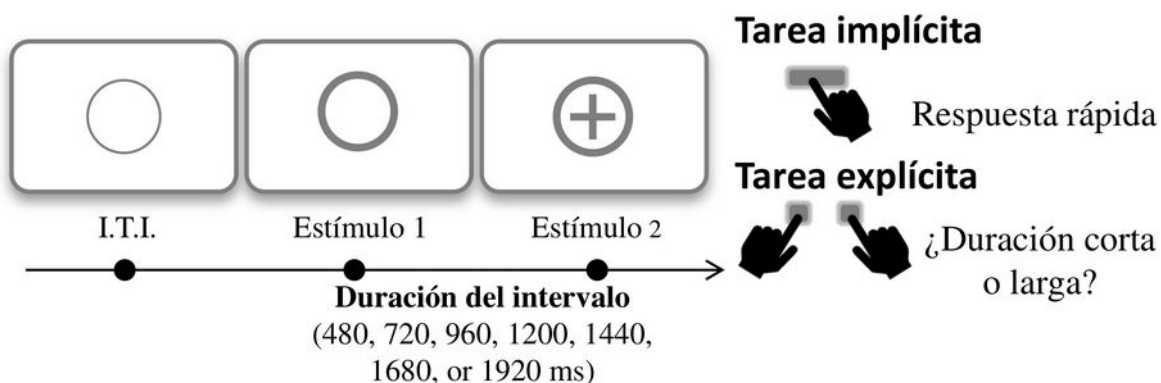 Tarea implícita
Respuesta rápida
Tarea explícita
I.T.I.
Estímulo 1
Estímulo 2
¿Duración corta
o larga?
Duración del intervalo
(480, 720, 960, 1200, 1440,
1680, or 1920 ms)